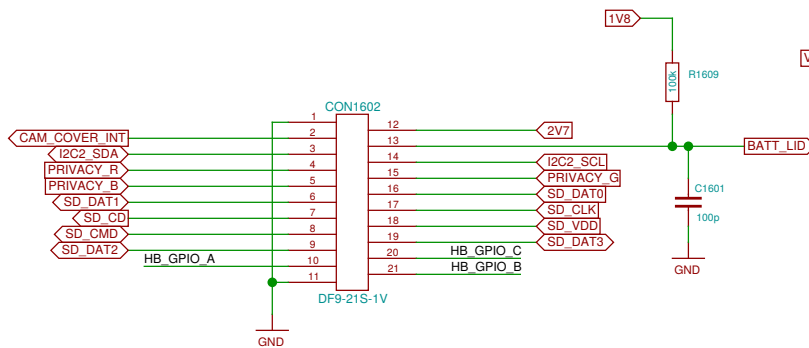 1V8
V
100k
R1609
CON1602
1
12
2V7
CAM_COVER_INT
2
13
BATT_LID
I2C2_SDA
3
14
I2C2_SCL
PRIVACY_R
4
15
PRIVACY_G
PRIVACY_B
5
16
SD_DAT0
SD_DAT1
6
17
SD_CLK
SD_CD
7
18
SD_VDD
SD_CMD
8
19
SD_DAT3
SD_DAT2
9
20
HB_GPIO_C
HB_GPIO_A
10
21
HB_GPIO_B
11
DF9-21S-1V
GND
C1601
100p
GND